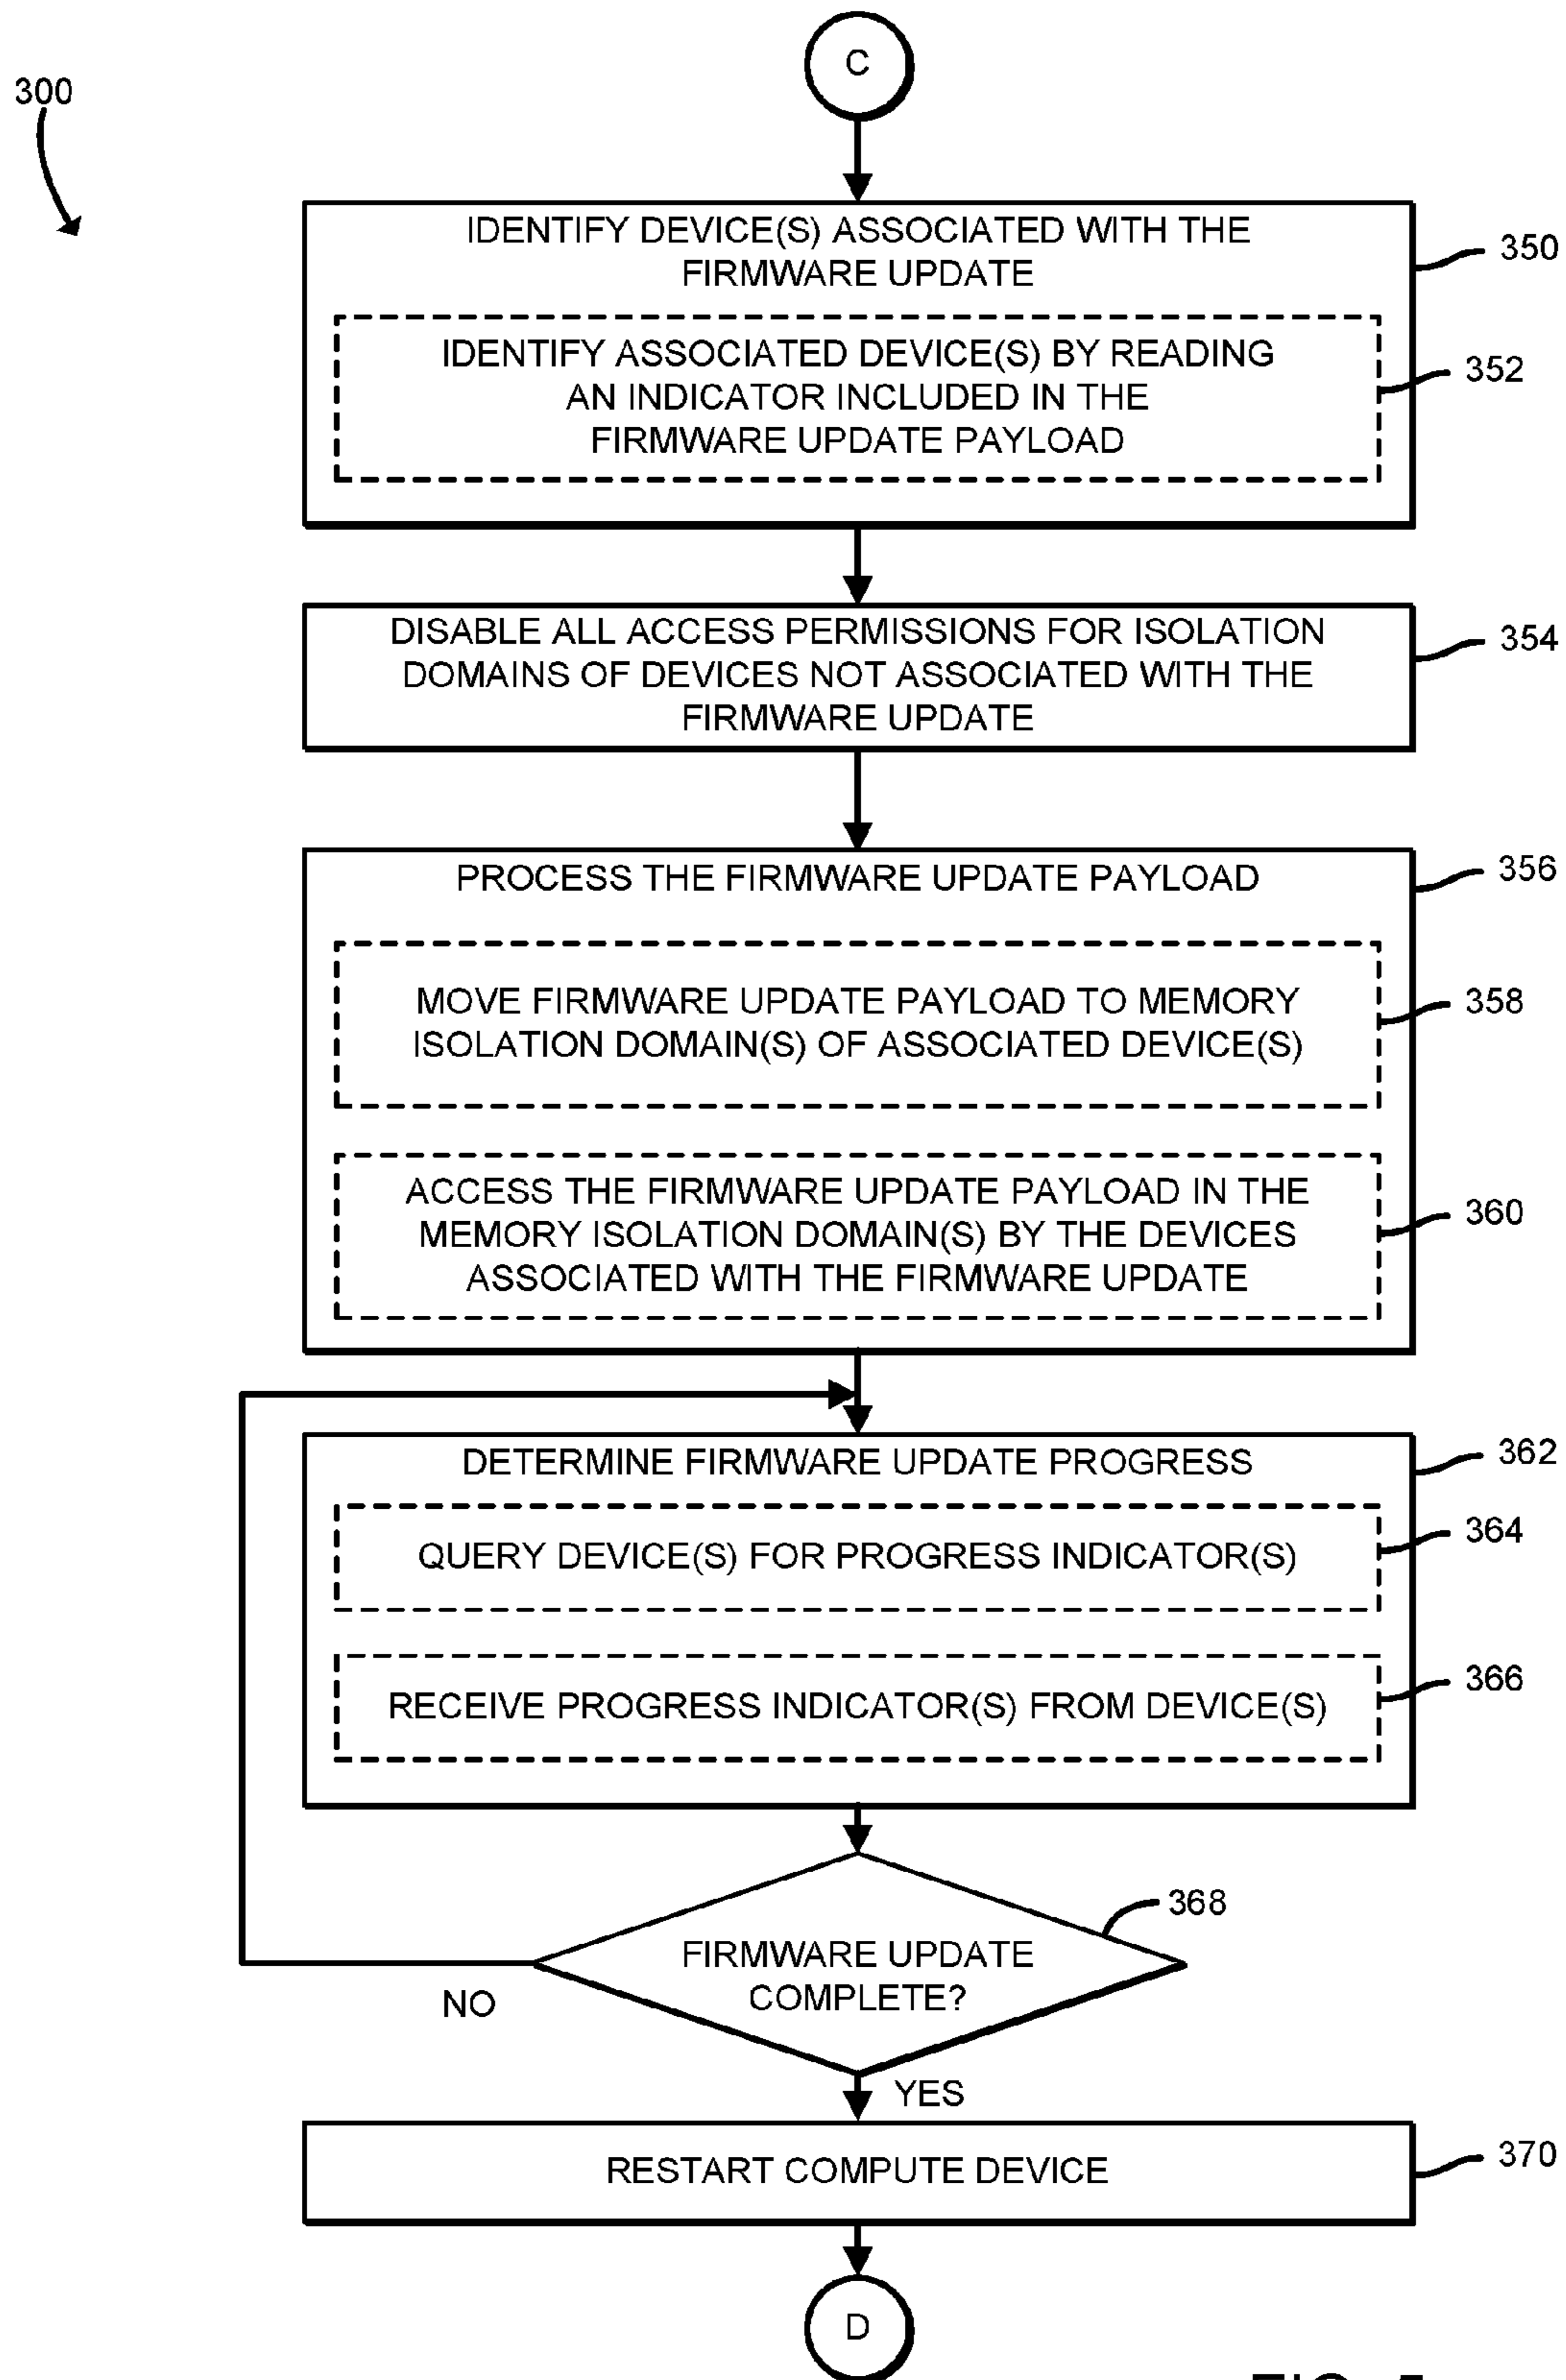 C
300
IDENTIFY DEVICE(S) ASSOCIATED WITH THE
FIRMWARE UPDATE
350
IDENTIFY ASSOCIATED DEVICE(S) BY READING
AN INDICATOR INCLUDED IN THE
FIRMWARE UPDATE PAYLOAD
352
DISABLE ALL ACCESS PERMISSIONS FOR ISOLATION
DOMAINS OF DEVICES NOT ASSOCIATED WITH THE
FIRMWARE UPDATE
354
PROCESS THE FIRMWARE UPDATE PAYLOAD
356
MOVE FIRMWARE UPDATE PAYLOAD TO MEMORY
ISOLATION DOMAIN(S) OF ASSOCIATED DEVICE(S)
358
ACCESS THE FIRMWARE UPDATE PAYLOAD IN THE
MEMORY ISOLATION DOMAIN(S) BY THE DEVICES
ASSOCIATED WITH THE FIRMWARE UPDATE
360
DETERMINE FIRMWARE UPDATE PROGRESS
362
QUERY DEVICE(S) FOR PROGRESS INDICATOR(S)
364
RECEIVE PROGRESS INDICATOR(S) FROM DEVICE(S)
366
368
FIRMWARE UPDATE
COMPLETE?
NO
YES
RESTART COMPUTE DEVICE
370
D